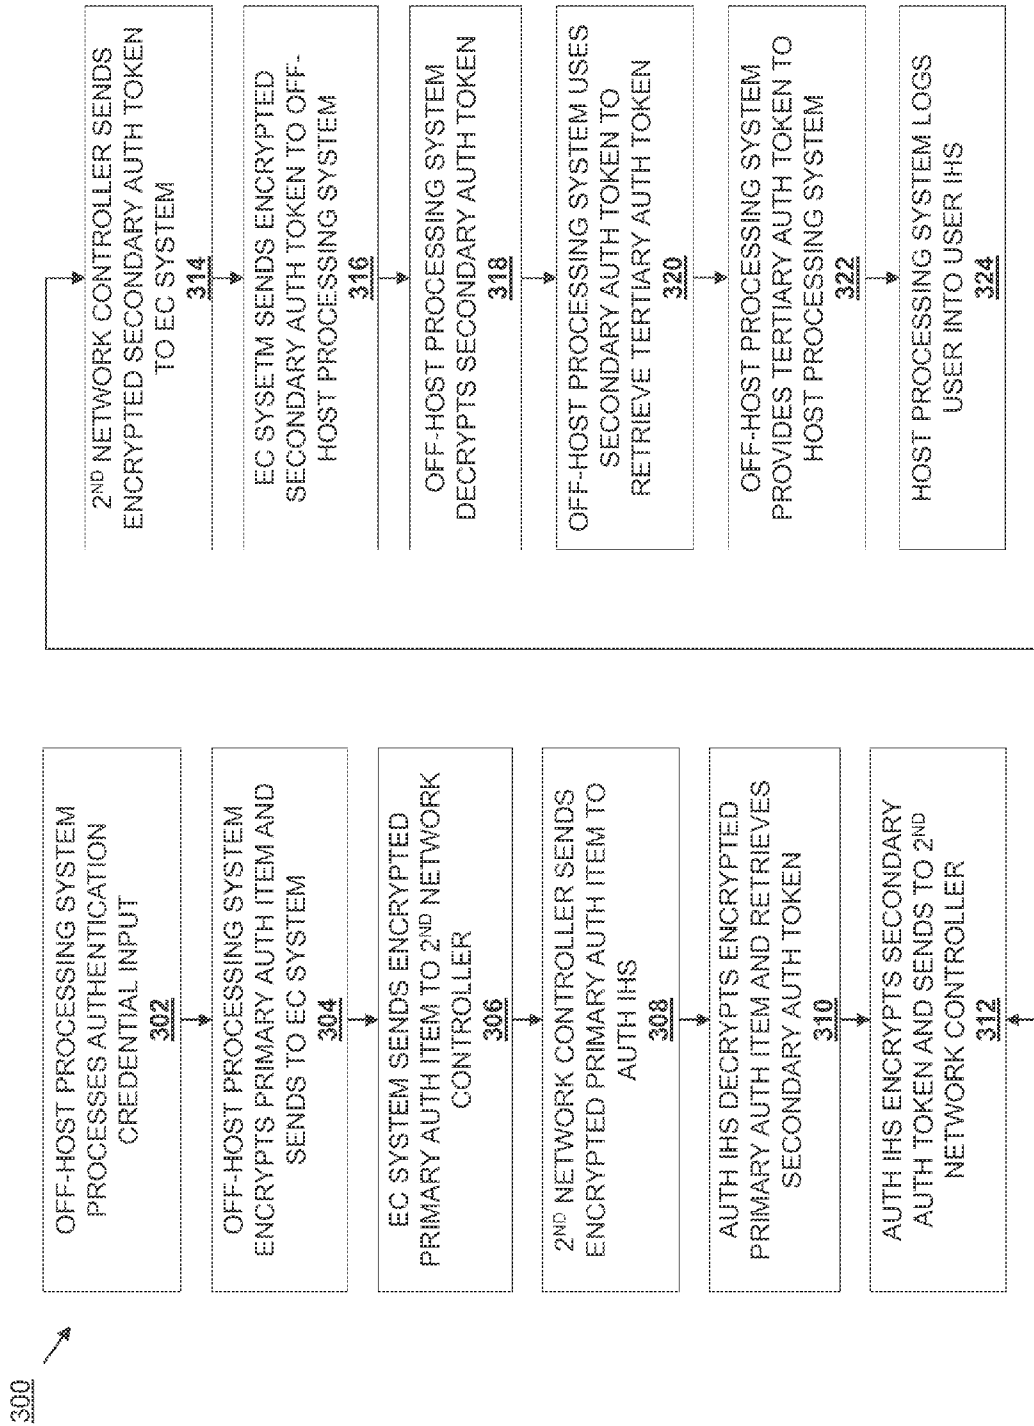 300
OFF-HOST PROCESSING SYSTEM
PROCESSES AUTHENTICATION
CREDENTIAL INPUT
302
OFF-HOST PROCESSING SYSTEM
ENCRYPTS PRIMARY AUTH ITEM AND
SENDS TO EC SYSTEM
304
EC SYSTEM SENDS ENCRYPTED
PRIMARY AUTH ITEM TO 2ND NETWORK
CONTROLLER
306
2ND NETWORK CONTROLLER SENDS
ENCRYPTED PRIMARY AUTH ITEM TO
AUTH IHS
308
AUTH IHS DECRYPTS ENCRYPTED
PRIMARY AUTH ITEM AND RETRIEVES
SECONDARY AUTH TOKEN
310
AUTH IHS ENCRYPTS SECONDARY
AUTH TOKEN AND SENDS TO 2ND
NETWORK CONTROLLER
312
2ND NETWORK CONTROLLER SENDS
ENCRYPTED SECONDARY AUTH TOKEN
TO EC SYSTEM
314
EC SYSETM SENDS ENCRYPTED
SECONDARY AUTH TOKEN TO OFF-
HOST PROCESSING SYSTEM
316
OFF-HOST PROCESSING SYSTEM
DECRYPTS SECONDARY AUTH TOKEN
318
OFF-HOST PROCESSING SYSTEM USES
SECONDARY AUTH TOKEN TO
RETRIEVE TERTIARY AUTH TOKEN
320
OFF-HOST PROCESSING SYSTEM
PROVIDES TERTIARY AUTH TOKEN TO
HOST PROCESSING SYSTEM
322
HOST PROCESSING SYSTEM LOGS
USER INTO USER IHS
324